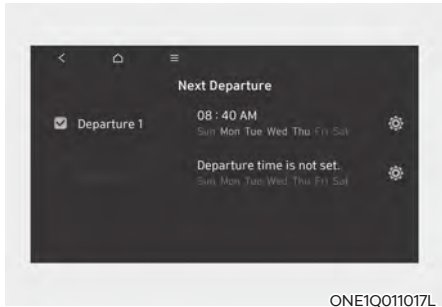 Next Departure
Departure 1
08 : 40 AM
Sun Mon Tue Wed Thu Fri Sat
Departure time is not set.
Sun Mon Tue Wed Thu Fri Sat
ONE1Q011017L